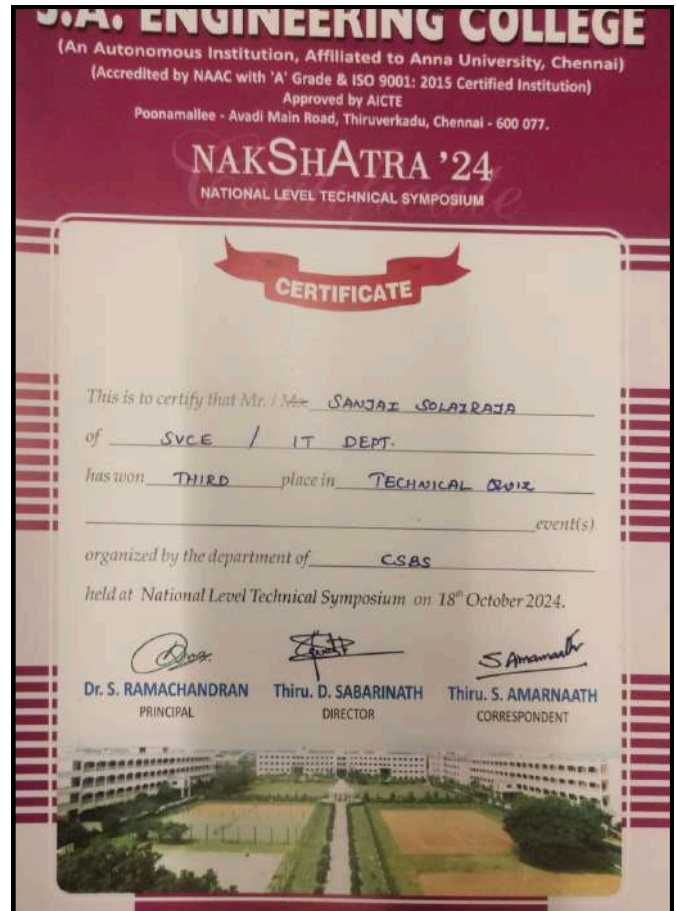 S.A. ENGINEERING COLLEGE
(An Autonomous Institution, Affiliated to Anna University, Chennai)
(Accredited by NAAC with 'A' Grade & ISO 9001: 2015 Certified Institution)
Approved by AICTE
Poonamallee - Avadi Main Road, Thiruverkadu, Chennai - 600 077.
NAKSHATRA '24
NATIONAL LEVEL TECHNICAL SYMPOSIUM
CERTIFICATE
This is to certify that Mr. / Ms. SANJAI SOLAIRAJA
of SVCE / IT DEPT.
has won THIRD place in TECHNICAL QUIZ
event(s)
organized by the department of CSBS
held at National Level Technical Symposium on 18th October 2024.
S Amarnaath
Dr. S. RAMACHANDRAN Thiru. D. SABARINATH Thiru. S. AMARNAATH
PRINCIPAL DIRECTOR CORRESPONDENT